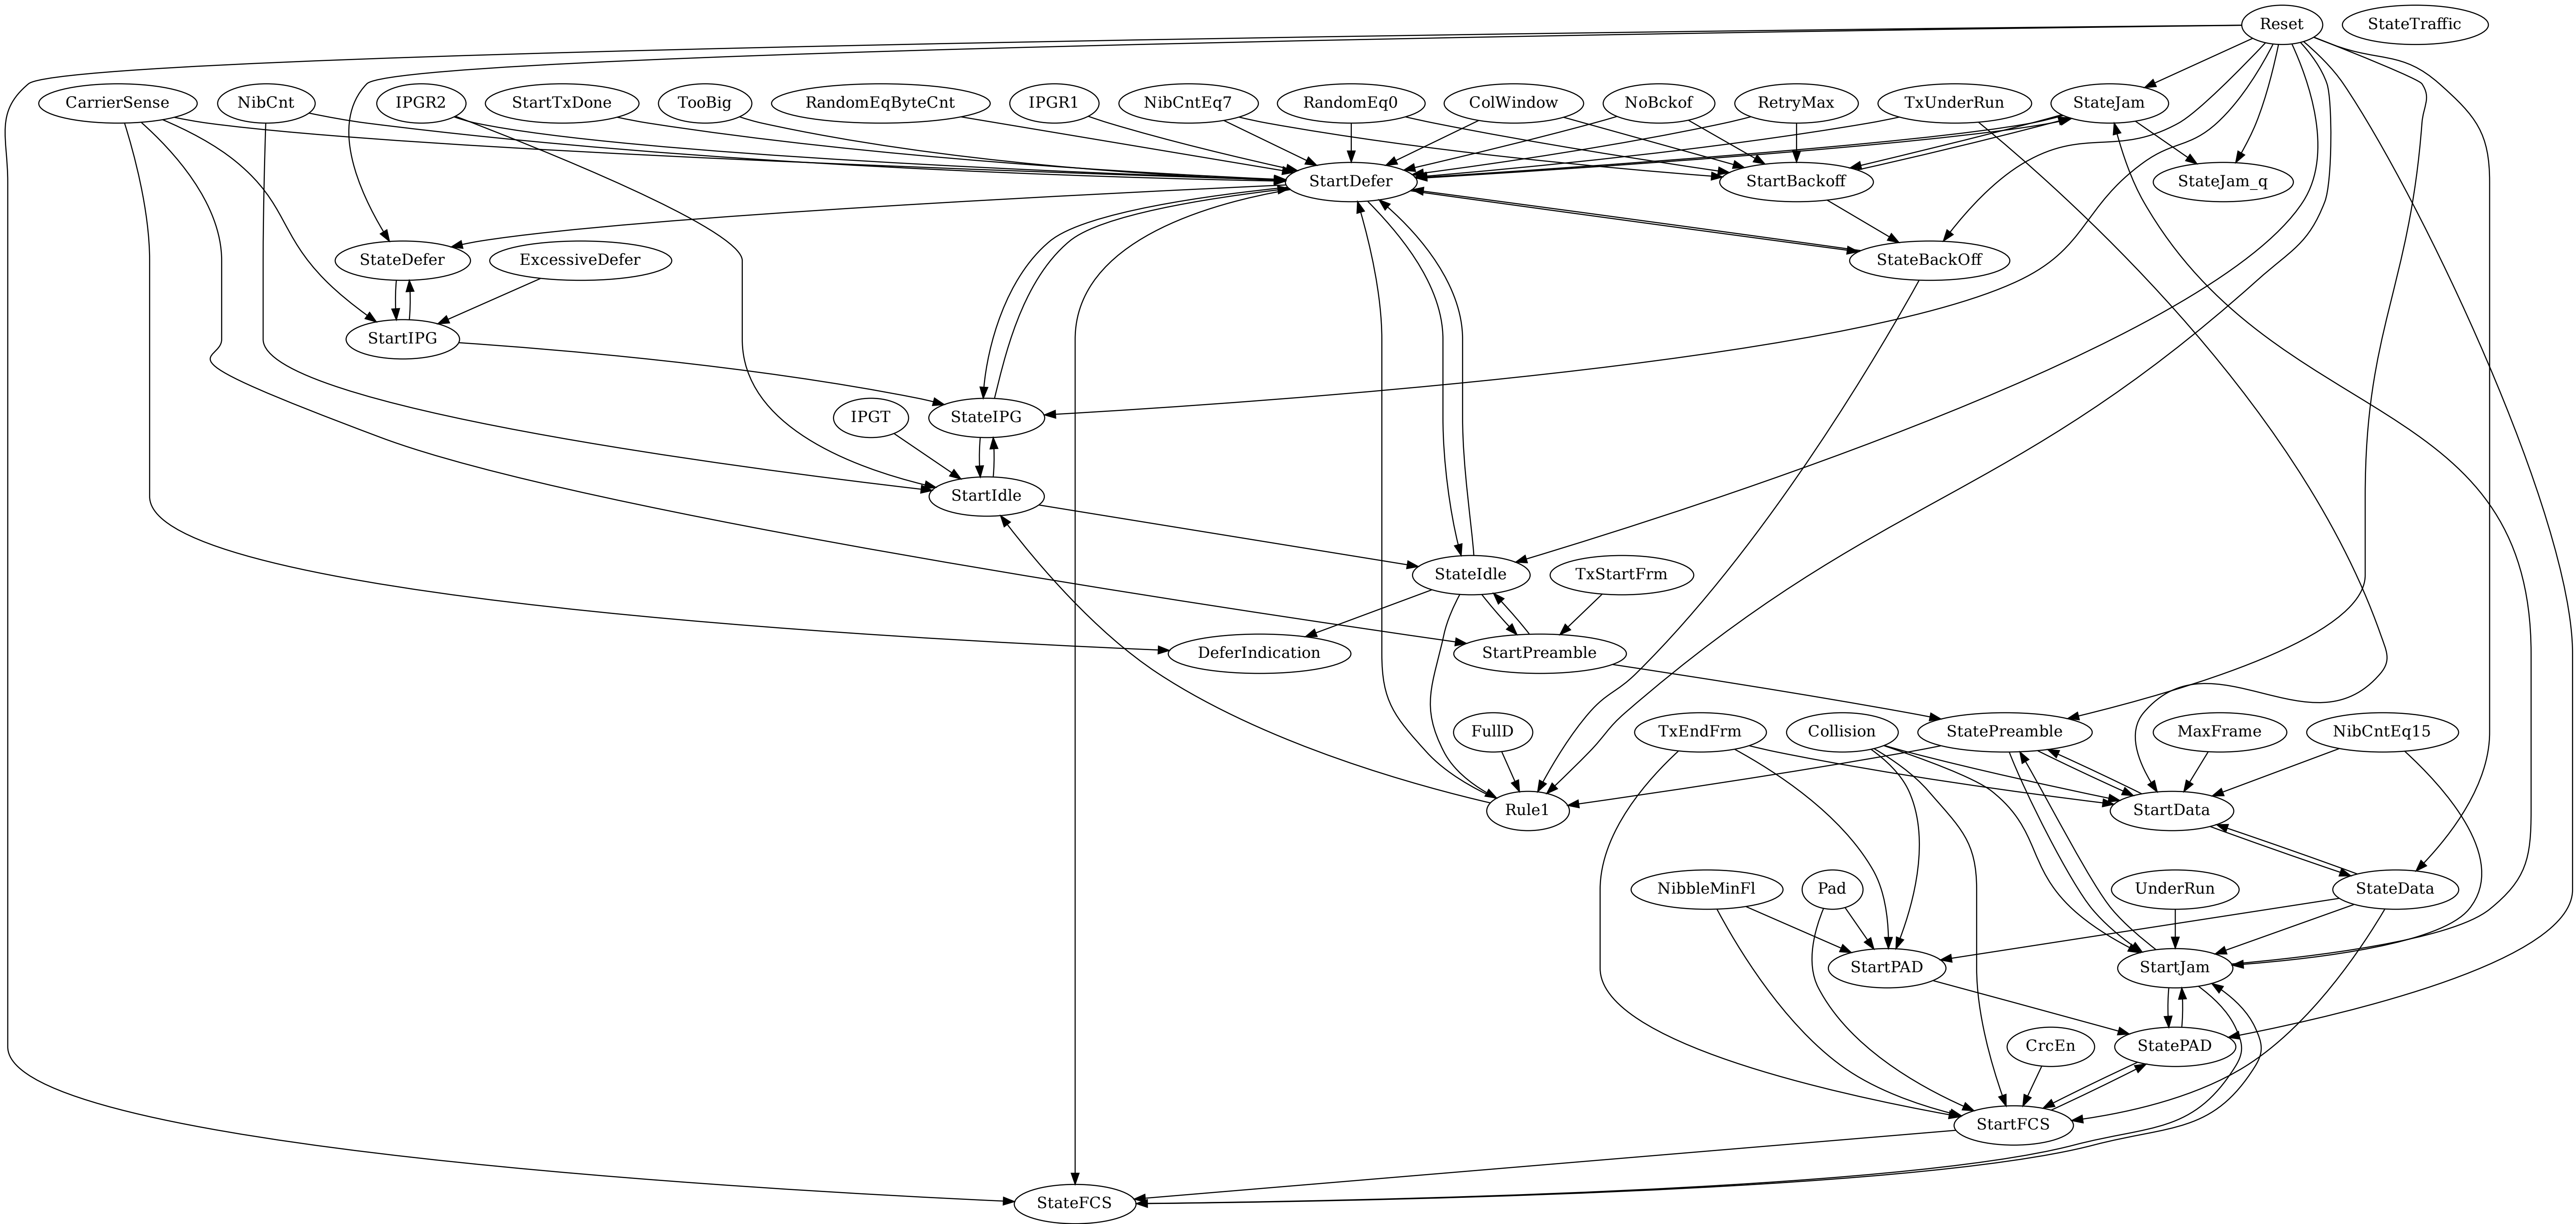 Reset
StateTraffic
CarrierSense
NibCnt
IPGR2
StartTxDone
TooBig
RandomEqByteCnt
IPGR1
NibCntEq7
RandomEq0
ColWindow
NoBckof
RetryMax
TxUnderRun
StateJam
StartDefer
StartBackoff
StateJam_q
StateDefer
ExcessiveDefer
StateBackOff
StartIPG
IPGT
StateIPG
StartIdle
StateIdle
TxStartFrm
DeferIndication
StartPreamble
FullD
TxEndFrm
Collision
StatePreamble
MaxFrame
NibCntEq15
Rule1
StartData
NibbleMinFl
Pad
UnderRun
StateData
StartPAD
StartJam
CrcEn
StatePAD
StartFCS
StateFCS